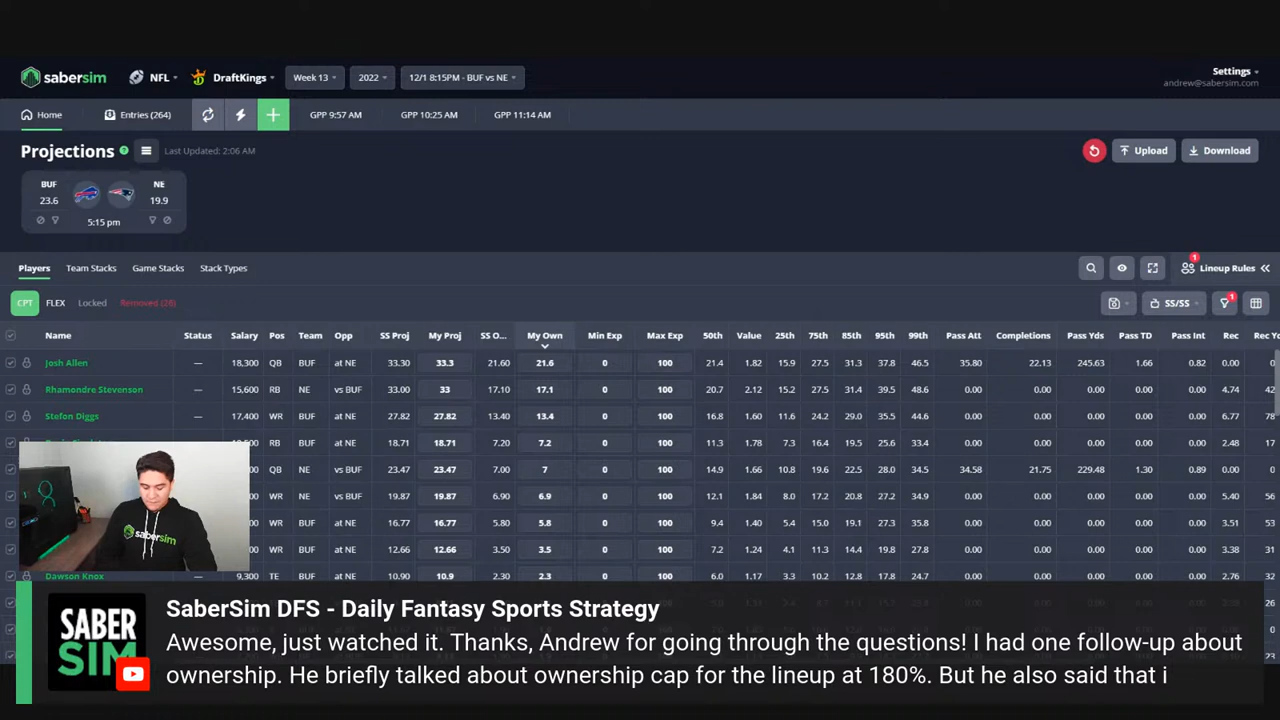 sabersim NFL DraftKings Week 13 2022 12/1 8:15PM - BUF vs NE Settings
andrew@sabersim.com
Home Entries (264) GPP 9:57 AM GPP 10:25 AM GPP 11:14 AM
Projections Last Updated: 2:06 AM Upload Download
BUF NE
23.6 19.9
5:15 pm
Players Team Stacks Game Stacks Stack Types 1 Lineup Rules
CPT FLEX Locked Removed (26) SS/SS 1
Name Status Salary Pos Team Opp SS Proj My Proj SS O... My Own Min Exp Max Exp 50th Value 25th 75th 85th 95th 99th Pass Att Completions Pass Yds Pass TD Pass Int Rec Rec Yd
Josh Allen — 18,300 QB BUF at NE 33.30 33.3 21.60 21.6 0 100 21.4 1.82 15.9 27.5 31.3 37.8 46.5 35.80 22.13 245.63 1.66 0.82 0.00 0
Rhamondre Stevenson — 15,600 RB NE vs BUF 33.00 33 17.10 17.1 0 100 20.7 2.12 15.2 27.5 31.4 39.5 48.6 0.00 0.00 0.00 0.00 0.00 4.74 42
Stefon Diggs — 17,400 WR BUF at NE 27.82 27.82 13.40 13.4 0 100 16.8 1.60 11.6 24.2 29.0 35.5 44.6 0.00 0.00 0.00 0.00 0.00 6.77 78
RB BUF at NE 18.71 18.71 7.20 7.2 0 100 11.3 1.78 7.3 16.4 19.5 25.6 33.4 0.00 0.00 0.00 0.00 0.00 2.48 17
QB NE vs BUF 23.47 23.47 7.00 7 0 100 14.9 1.66 10.8 19.6 22.5 28.0 34.5 34.58 21.75 229.48 1.30 0.89 0.00 0
WR NE vs BUF 19.87 19.87 6.90 6.9 0 100 12.1 1.84 8.0 17.2 20.8 27.2 34.9 0.00 0.00 0.00 0.00 0.00 5.40 56
WR BUF at NE 16.77 16.77 5.80 5.8 0 100 9.4 1.40 5.4 15.0 19.1 27.3 35.8 0.00 0.00 0.00 0.00 0.00 3.51 53
WR BUF at NE 12.66 12.66 3.50 3.5 0 100 7.2 1.24 4.1 11.3 14.4 19.8 27.8 0.00 0.00 0.00 0.00 0.00 3.38 31
Dawson Knox 9,300 TE BUF at NE 10.90 10.9 2.30 2.3 0 100 6.0 1.17 3.3 10.2 12.8 17.8 24.7 0.00 0.00 0.00 0.00 0.00 2.76 32
sabersim
SABER
SIM
SaberSim DFS - Daily Fantasy Sports Strategy
Awesome, just watched it. Thanks, Andrew for going through the questions! I had one follow-up about
ownership. He briefly talked about ownership cap for the lineup at 180%. But he also said that i